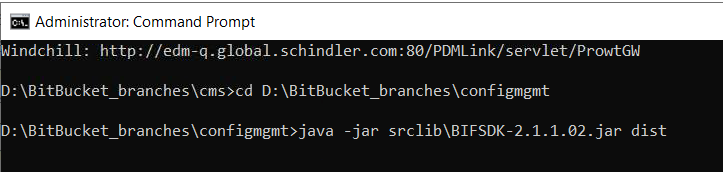 Administrator: Command Prompt
Windchill: http://edm-q.global.schindler.com:80/PDMLink/servlet/ProwtGW
D:\BitBucket_branches\cms>cd D:\BitBucket_branches\configmgmt
D:\BitBucket_branches\configmgmt>java -jar srclib\BIFSDK-2.1.1.02.jar dist